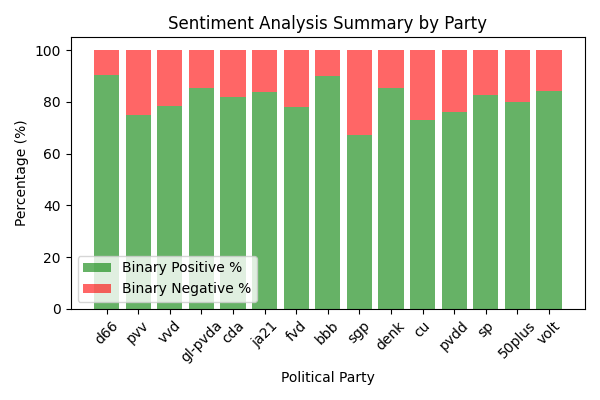 Sentiment Analysis Summary by Party
Percentage (%)
100
80
60
40
20
0
Binary Positive %
Binary Negative %
d66
pvv
vvd
gl-pvda
cda
ja21
fvd
bbb
sgp
denk
cu
pvdd
sp
50plus
volt
Political Party